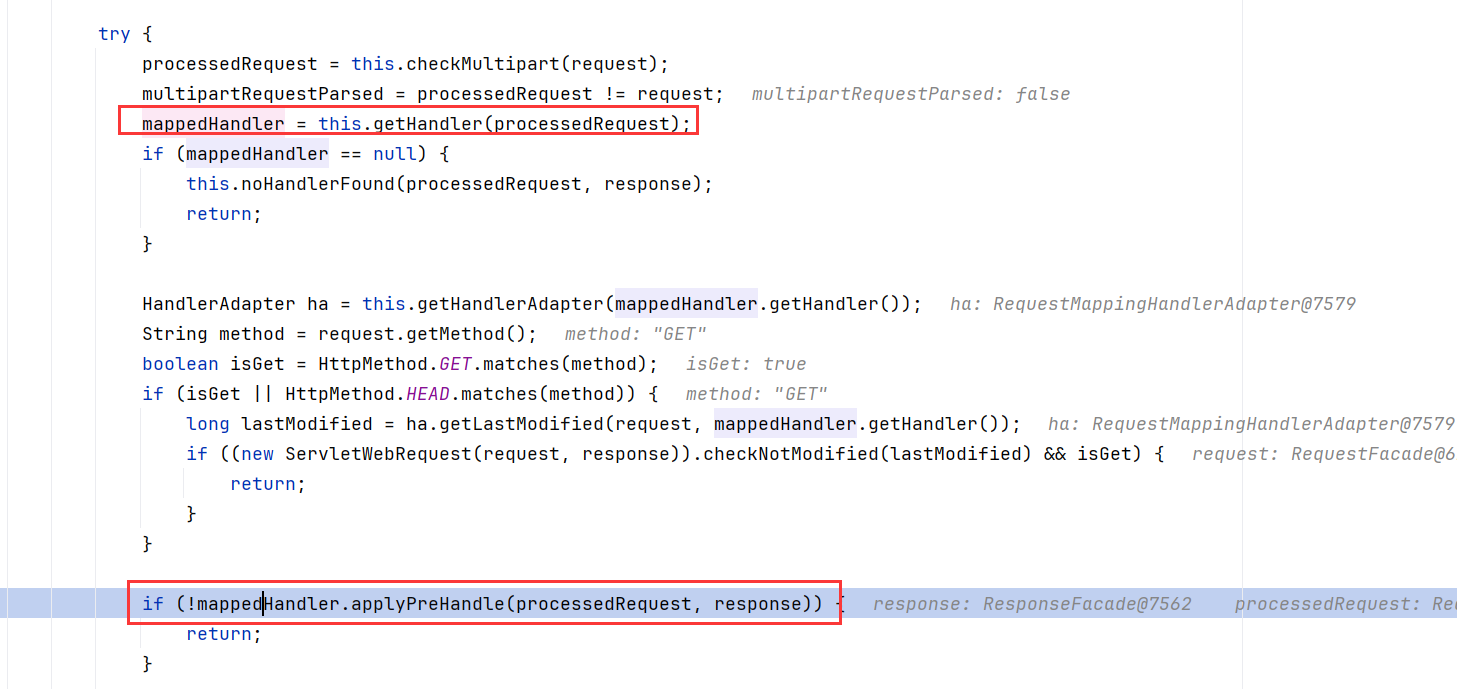 try {
processedRequest = this.checkMultipart(request);
multipartRequestParsed = processedRequest != request; multipartRequestParsed: false
mappedHandler = this.getHandler(processedRequest);
if (mappedHandler == null) {
this.noHandlerFound(processedRequest, response);
return;
}
HandlerAdapter ha = this.getHandlerAdapter(mappedHandler.getHandler()); ha: RequestMappingHandlerAdapter@7579
String method = request.getMethod(); method: "GET"
boolean isGet = HttpMethod.GET.matches(method); isGet: true
if (isGet || HttpMethod.HEAD.matches(method)) { method: "GET"
long lastModified = ha.getLastModified(request, mappedHandler.getHandler()); ha: RequestMappingHandlerAdapter@7579
if ((new ServletWebRequest(request, response)).checkNotModified(lastModified) && isGet) { request: RequestFacade@6
return;
}
}
if (!mappedHandler.applyPreHandle(processedRequest, response)) { response: ResponseFacade@7562 processedRequest: Re
return;
}